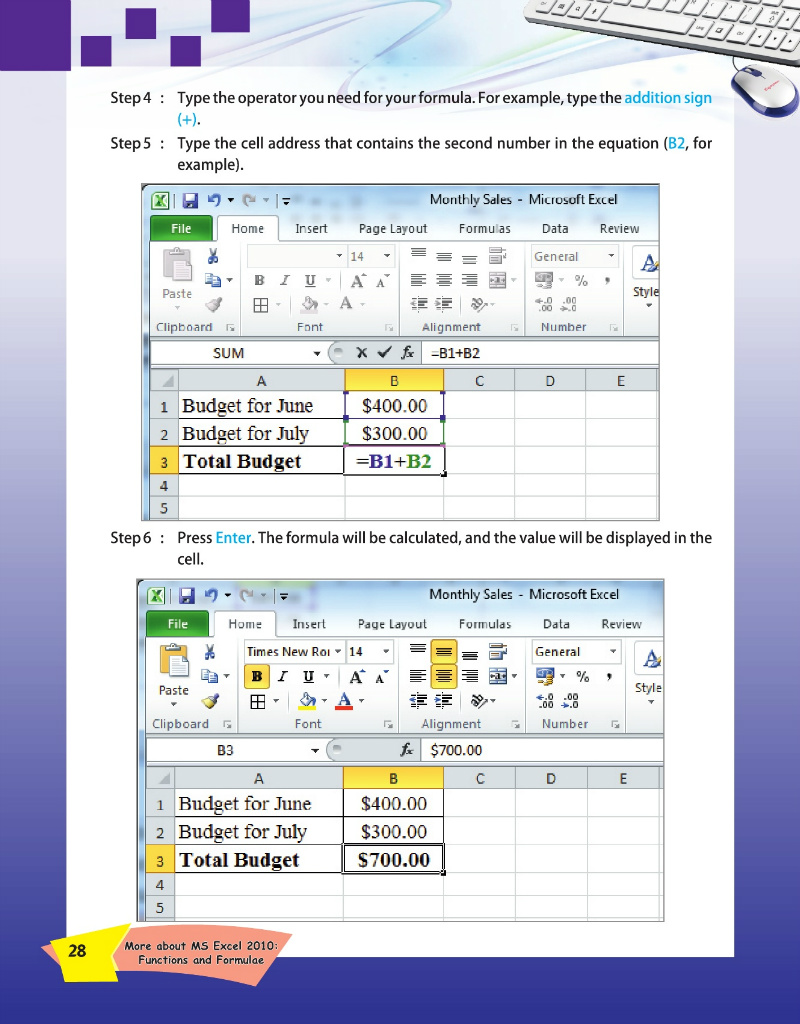 Step 4 : Type the operator you need for your formula. For example, type the addition sign
(+).
Step 5 : Type the cell address that contains the second number in the equation (B2, for
example).
Monthly Sales - Microsoft Excel
File Home Insert Page Layout Formulas Data Review
14 General
B I U A A %
Paste Style
.00 .00
Clipboard Font Alignment Number
SUM fx =B1+B2
A B C D E
1 Budget for June $400.00
2 Budget for July $300.00
3 Total Budget =B1+B2
4
5
Step 6 : Press Enter. The formula will be calculated, and the value will be displayed in the
cell.
Monthly Sales - Microsoft Excel
File Home Insert Page Layout Formulas Data Review
Times New Ror 14 General
B I U A A %
Paste Style
.00 .00
Clipboard Font Alignment Number
B3 fx $700.00
A B C D E
1 Budget for June $400.00
2 Budget for July $300.00
3 Total Budget $700.00
4
5
28 More about MS Excel 2010:
Functions and Formulae